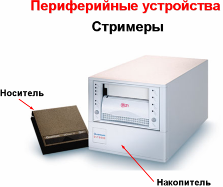 Периферийные устройства
Стримеры
Носитель
Накопитель